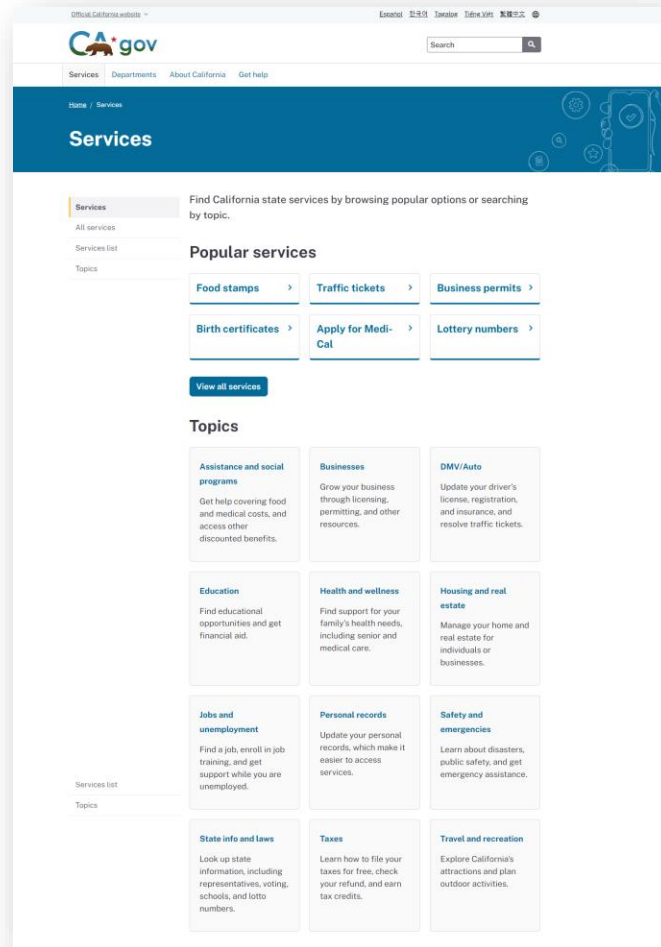 Official California website
Español 한국어 Tagalog Tiếng Việt 繁體中文
CA.gov
Search
Services Departments About California Get help
Home / Services
Services
Services
All services
Services list
Topics
Find California state services by browsing popular options or searching
by topic.
Popular services
Food stamps
Traffic tickets
Business permits
Birth certificates
Apply for Medi-
Cal
Lottery numbers
View all services
Topics
Assistance and social
programs
Get help covering food
and medical costs, and
access other
discounted benefits.
Businesses
Grow your business
through licensing,
permitting, and other
resources.
DMV/Auto
Update your driver's
license, registration,
and insurance, and
resolve traffic tickets.
Education
Find educational
opportunities and get
financial aid.
Health and wellness
Find support for your
family's health needs,
including senior and
medical care.
Housing and real
estate
Manage your home and
real estate for
individuals or
businesses.
Jobs and
unemployment
Find a job, enroll in job
training, and get
support while you are
unemployed.
Personal records
Update your personal
records, which make it
easier to access
services.
Safety and
emergencies
Learn about disasters,
public safety, and get
emergency assistance.
Services list
Topics
State info and laws
Look up state
information, including
representatives, voting,
schools, and lotto
numbers.
Taxes
Learn how to file your
taxes for free, check
your refund, and earn
tax credits.
Travel and recreation
Explore California's
attractions and plan
outdoor activities.